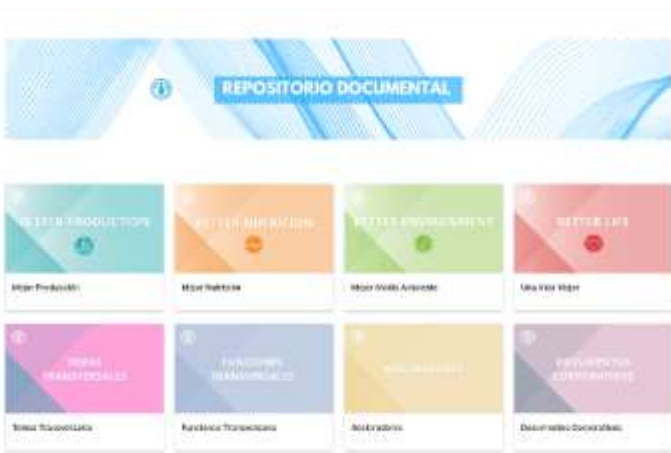 REPOSITORIO DOCUMENTAL
BETTER PRODUCTION
BETTER NUTRITION
BETTER ENVIRONMENT
BETTER LIFE
Mejor Producción
Mejor Nutrición
Mejor Medio Ambiente
Una Vida Mejor
TEMAS
TRANSVERSALES
FUNCIONES
TRANSVERSALES
DOCUMENTOS
CORPORATIVOS
Temas Transversales
Funciones Transversales
Aceleradores
Documentos Corporativos